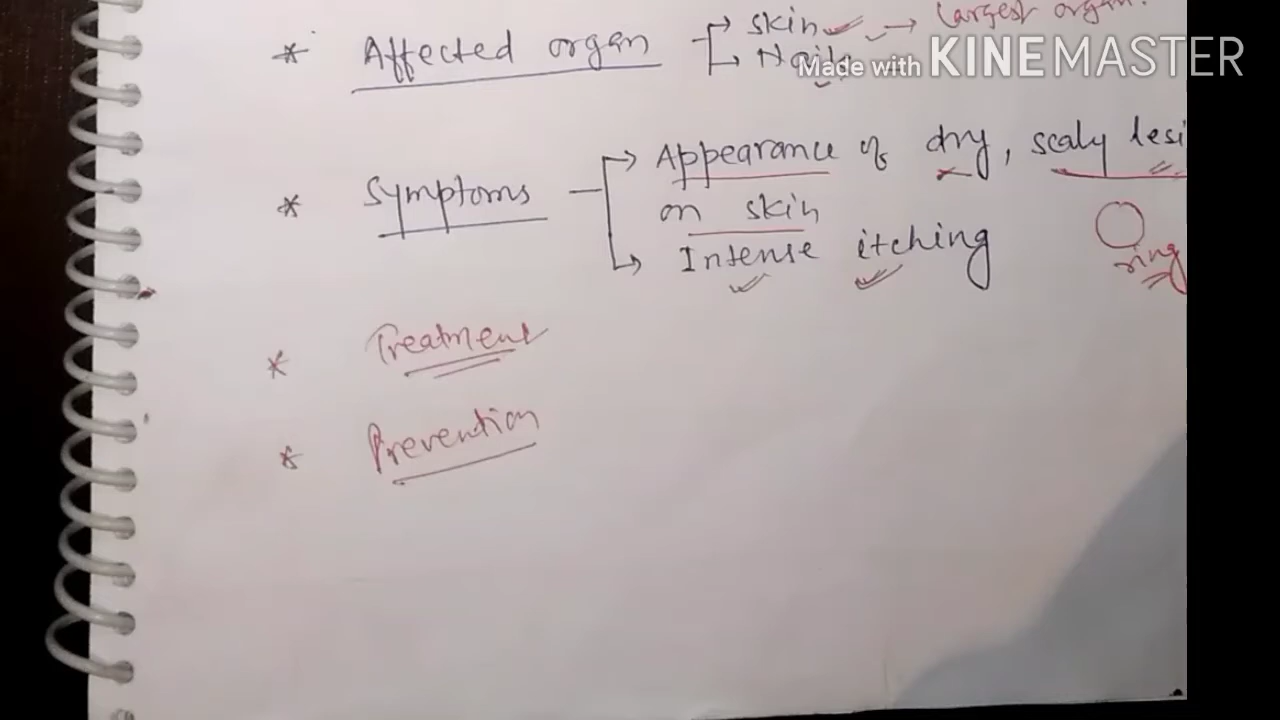 * Affected organ → skin → Largest organ.
→ Nails
Made with KINEMASTER
* Symptoms → Appearance of dry, scaly lesi
on skin
→ Intense itching
ring
* Treatment
* Prevention